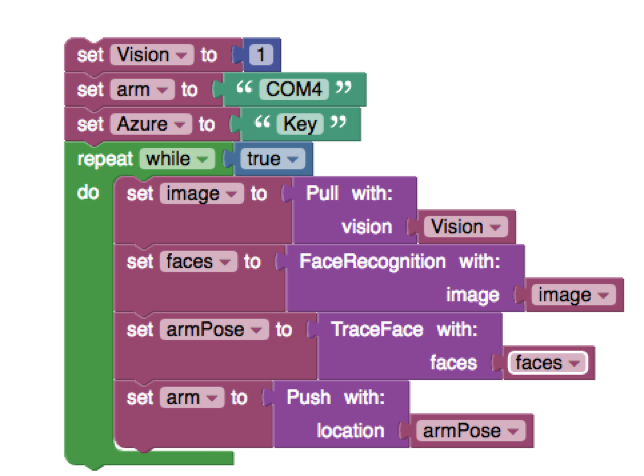 set Vision to 1
set arm to “ COM4 ”
set Azure to “ Key ”
repeat while true
do set image to Pull with:
vision Vision
set faces to FaceRecognition with:
image image
set armPose to TraceFace with:
faces faces
set arm to Push with:
location armPose